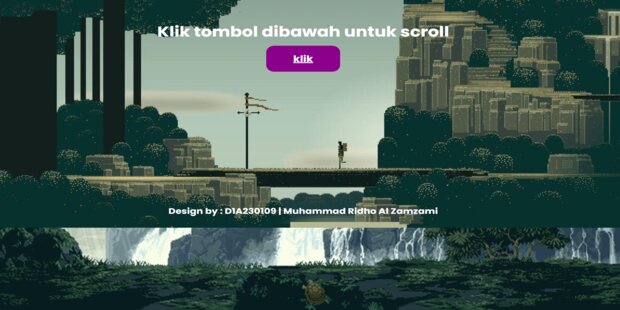 Klik tombol dibawah untuk scroll
klik
Design by : D1A230109 | Muhammad Ridho Al Zamzami